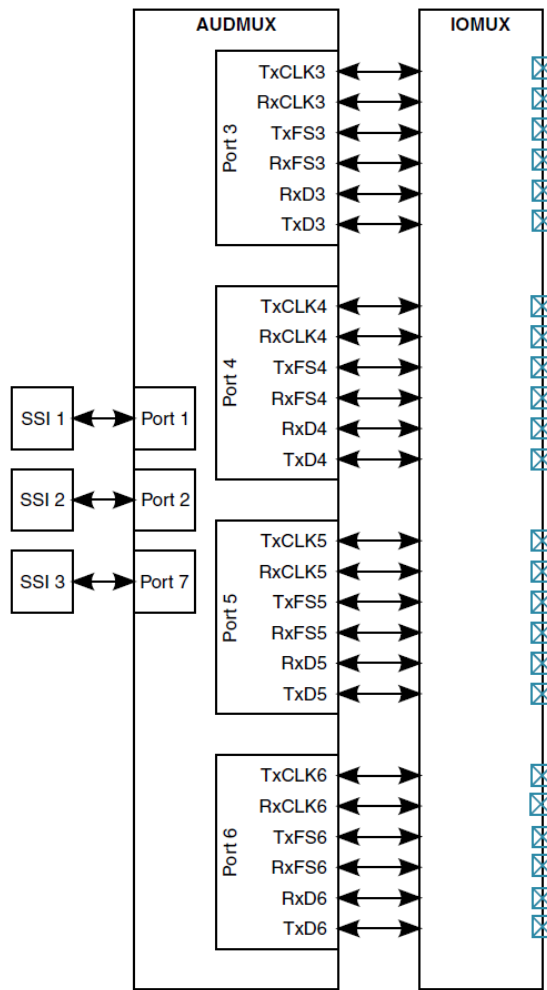 AUDMUX
IOMUX
Port 3
TxCLK3
RxCLK3
TxFS3
RxFS3
RxD3
TxD3
Port 4
TxCLK4
RxCLK4
TxFS4
RxFS4
RxD4
TxD4
SSI 1
Port 1
SSI 2
Port 2
SSI 3
Port 7
Port 5
TxCLK5
RxCLK5
TxFS5
RxFS5
RxD5
TxD5
Port 6
TxCLK6
RxCLK6
TxFS6
RxFS6
RxD6
TxD6